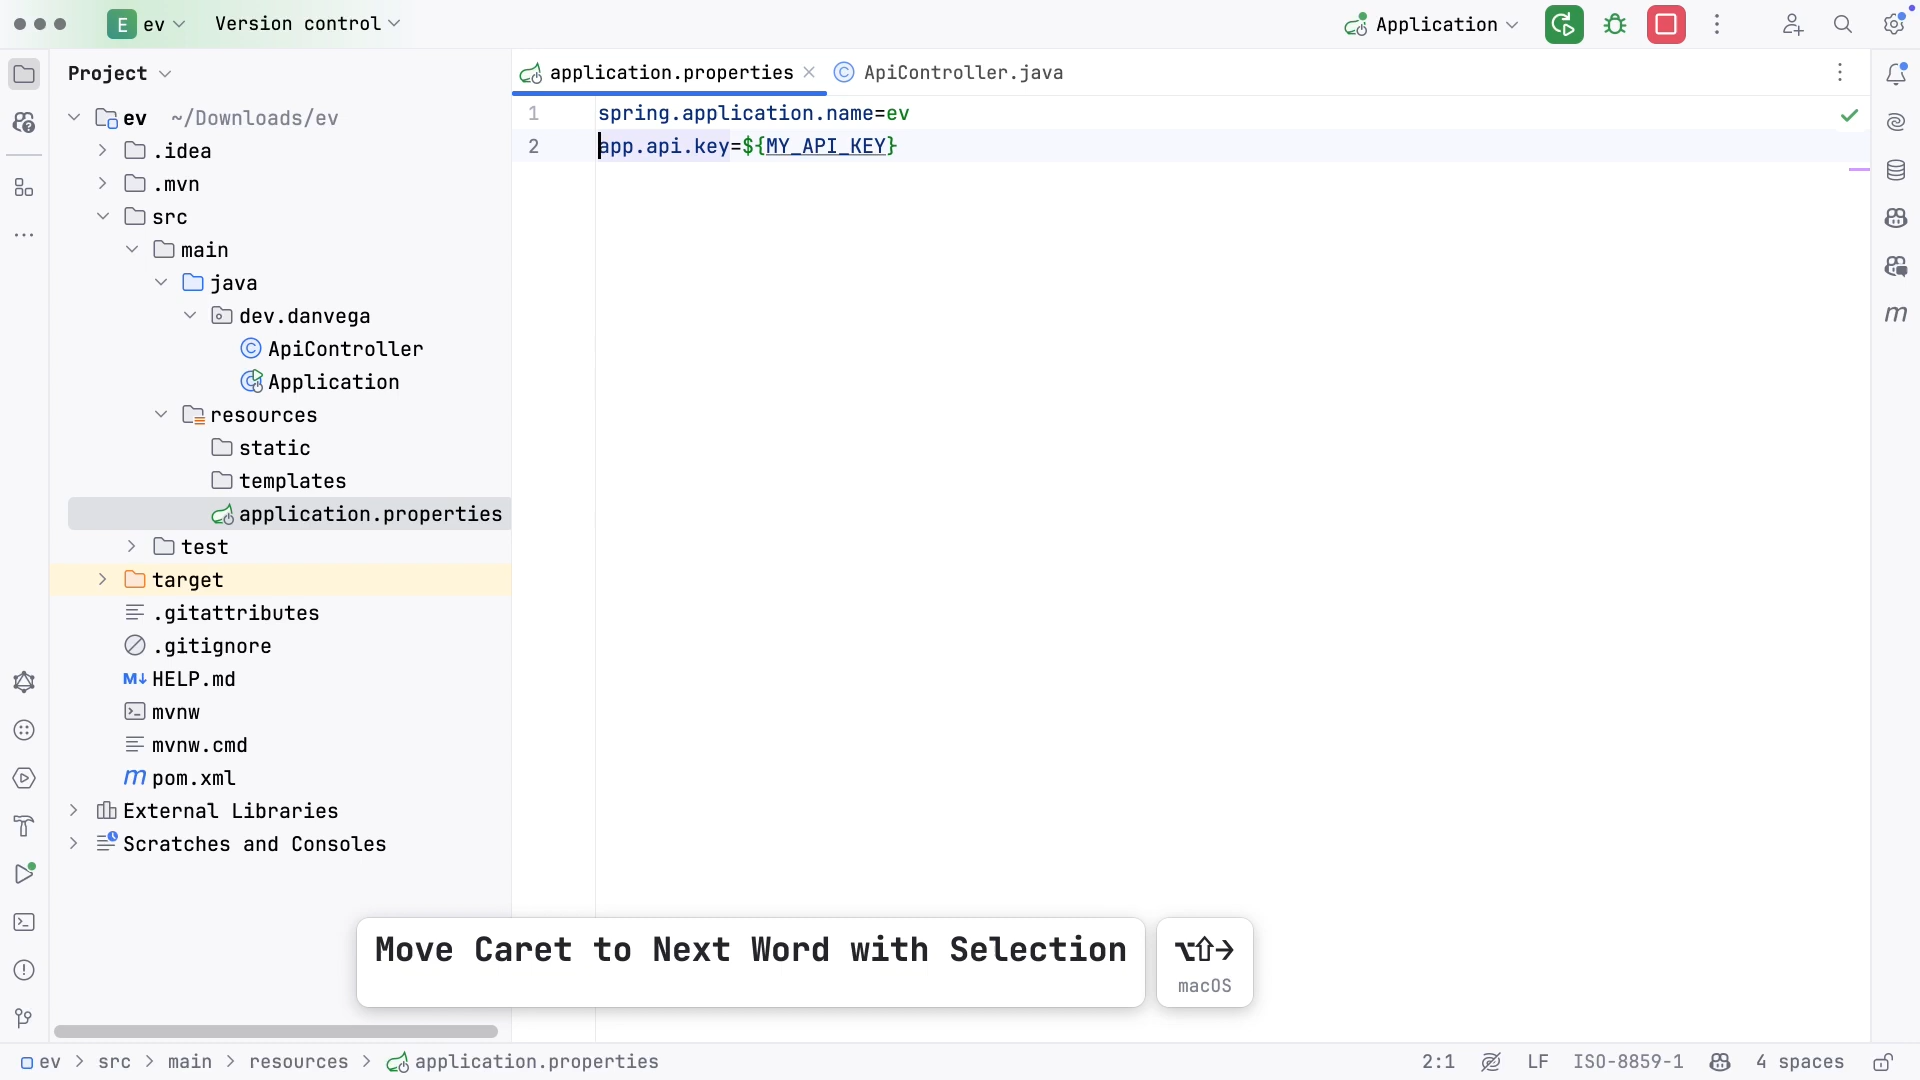 E ev Version control Application
Project
application.properties ApiController.java
ev ~/Downloads/ev
.idea
.mvn
src
main
java
dev.danvega
ApiController
Application
resources
static
templates
application.properties
test
target
.gitattributes
.gitignore
M↓ HELP.md
mvnw
mvnw.cmd
m pom.xml
External Libraries
Scratches and Consoles
1 spring.application.name=ev
2 app.api.key=${MY_API_KEY}
m
Move Caret to Next Word with Selection
⌥⇧→
macOS
ev > src > main > resources > application.properties
2:1 LF ISO-8859-1 4 spaces